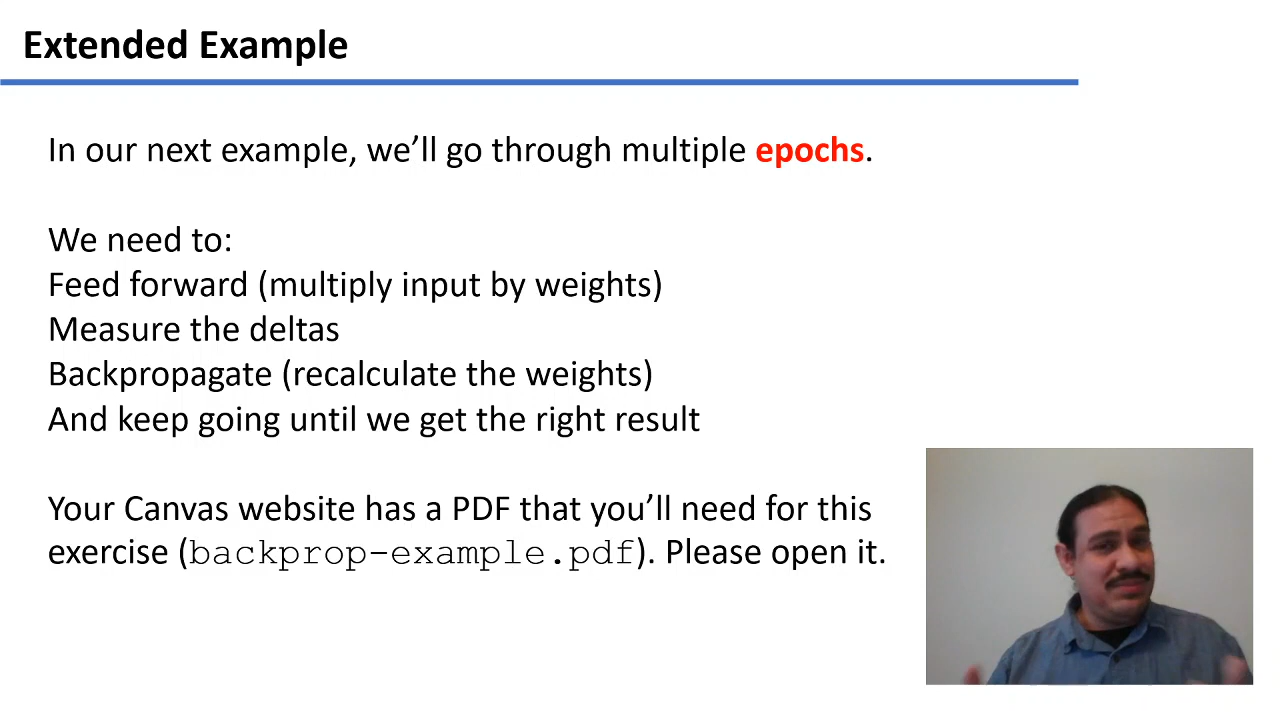 Extended Example
In our next example, we’ll go through multiple epochs.
We need to:
Feed forward (multiply input by weights)
Measure the deltas
Backpropagate (recalculate the weights)
And keep going until we get the right result
Your Canvas website has a PDF that you’ll need for this
exercise (backprop-example.pdf). Please open it.